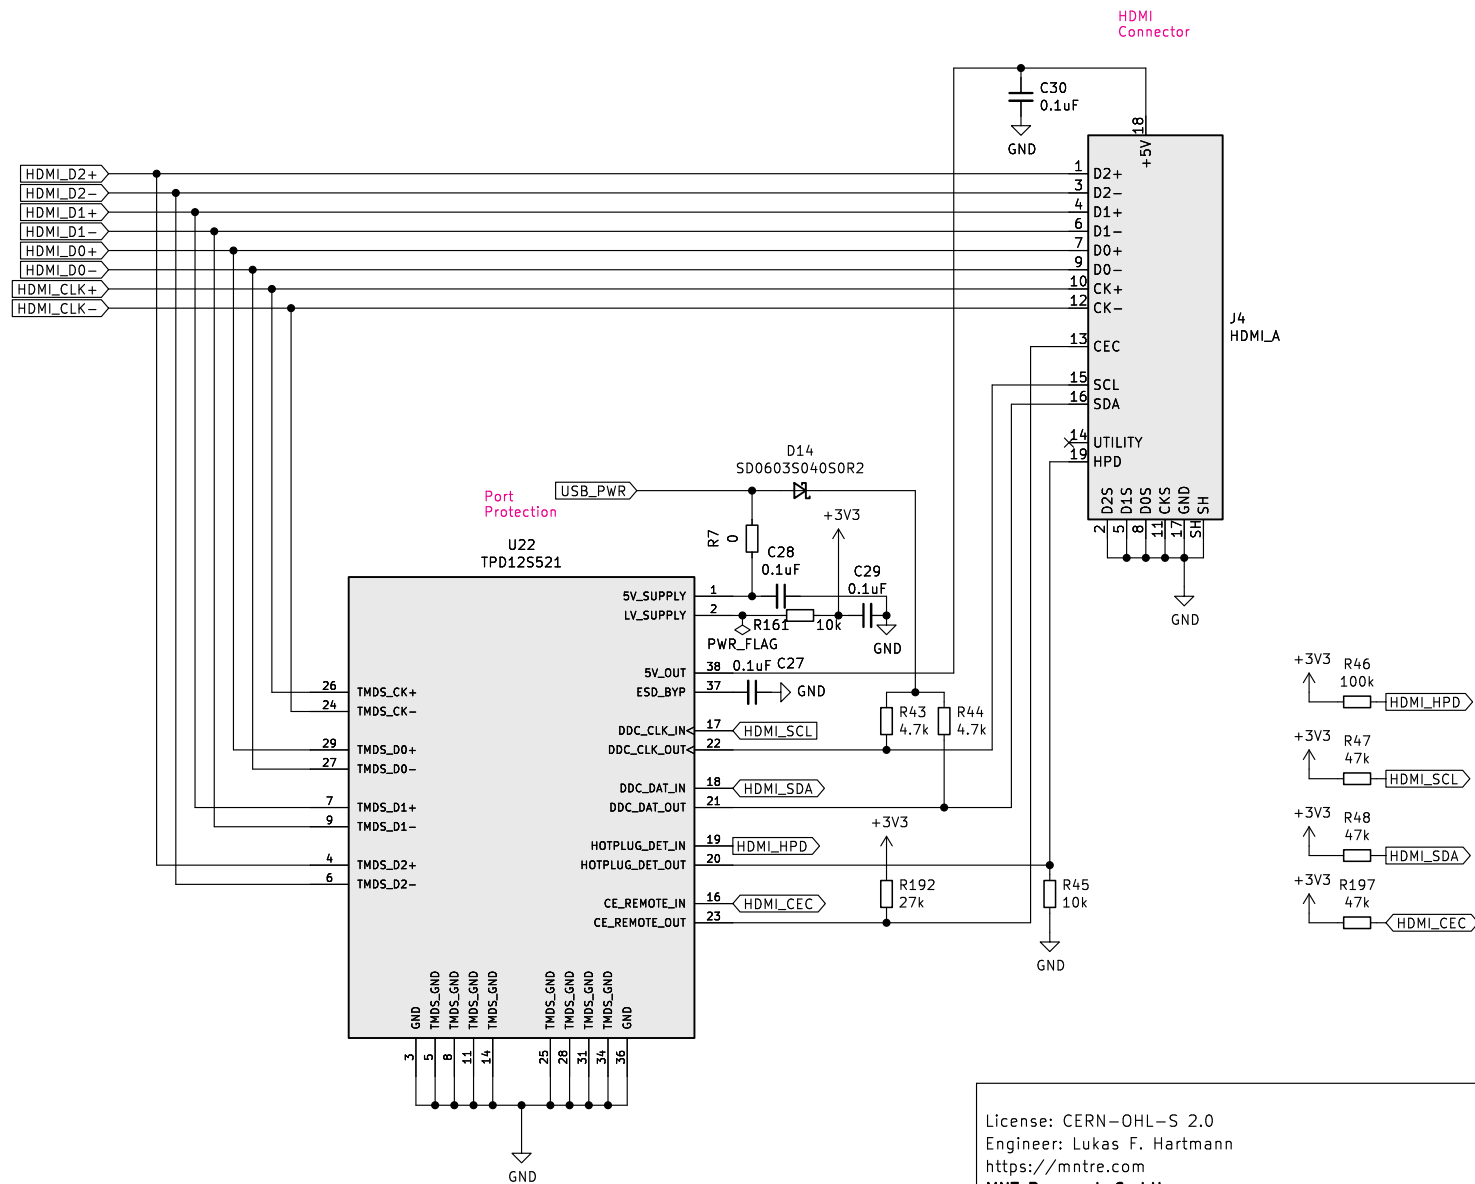 HDMI
Connector
C30
0.1uF
GND
18
+5V
HDMI_D2+
HDMI_D2-
HDMI_D1+
HDMI_D1-
HDMI_D0+
HDMI_D0-
HDMI_CLK+
HDMI_CLK-
1 D2+
3 D2-
4 D1+
6 D1-
7 D0+
9 D0-
10 CK+
12 CK-
13 CEC
15 SCL
16 SDA
14 UTILITY
19 HPD
J4
HDMI_A
D2S D1S D0S CKS GND SH
2 5 8 11 17 SH
GND
D14
SD0603S040S0R2
USB_PWR
Port
Protection
U22
TPD12S521
R7
0
+3V3
C28
0.1uF
C29
0.1uF
5V_SUPPLY 1
LV_SUPPLY 2
R161 10k
PWR_FLAG
GND
5V_OUT 38
0.1uF C27
ESD_BYP 37
GND
26 TMDS_CK+
24 TMDS_CK-
29 TMDS_D0+
27 TMDS_D0-
7 TMDS_D1+
9 TMDS_D1-
4 TMDS_D2+
6 TMDS_D2-
DDC_CLK_IN 17 HDMI_SCL
DDC_CLK_OUT 22
R43
4.7k
R44
4.7k
DDC_DAT_IN 18 HDMI_SDA
DDC_DAT_OUT 21
+3V3
HOTPLUG_DET_IN 19 HDMI_HPD
HOTPLUG_DET_OUT 20
R192
27k
CE_REMOTE_IN 16 HDMI_CEC
CE_REMOTE_OUT 23
R45
10k
GND
GND TMDS_GND TMDS_GND TMDS_GND TMDS_GND TMDS_GND TMDS_GND TMDS_GND TMDS_GND GND
3 5 8 11 14 25 28 31 34 36
GND
+3V3 R46
100k
HDMI_HPD
+3V3 R47
47k
HDMI_SCL
+3V3 R48
47k
HDMI_SDA
+3V3 R197
47k
HDMI_CEC
License: CERN-OHL-S 2.0
Engineer: Lukas F. Hartmann
https://mntre.com